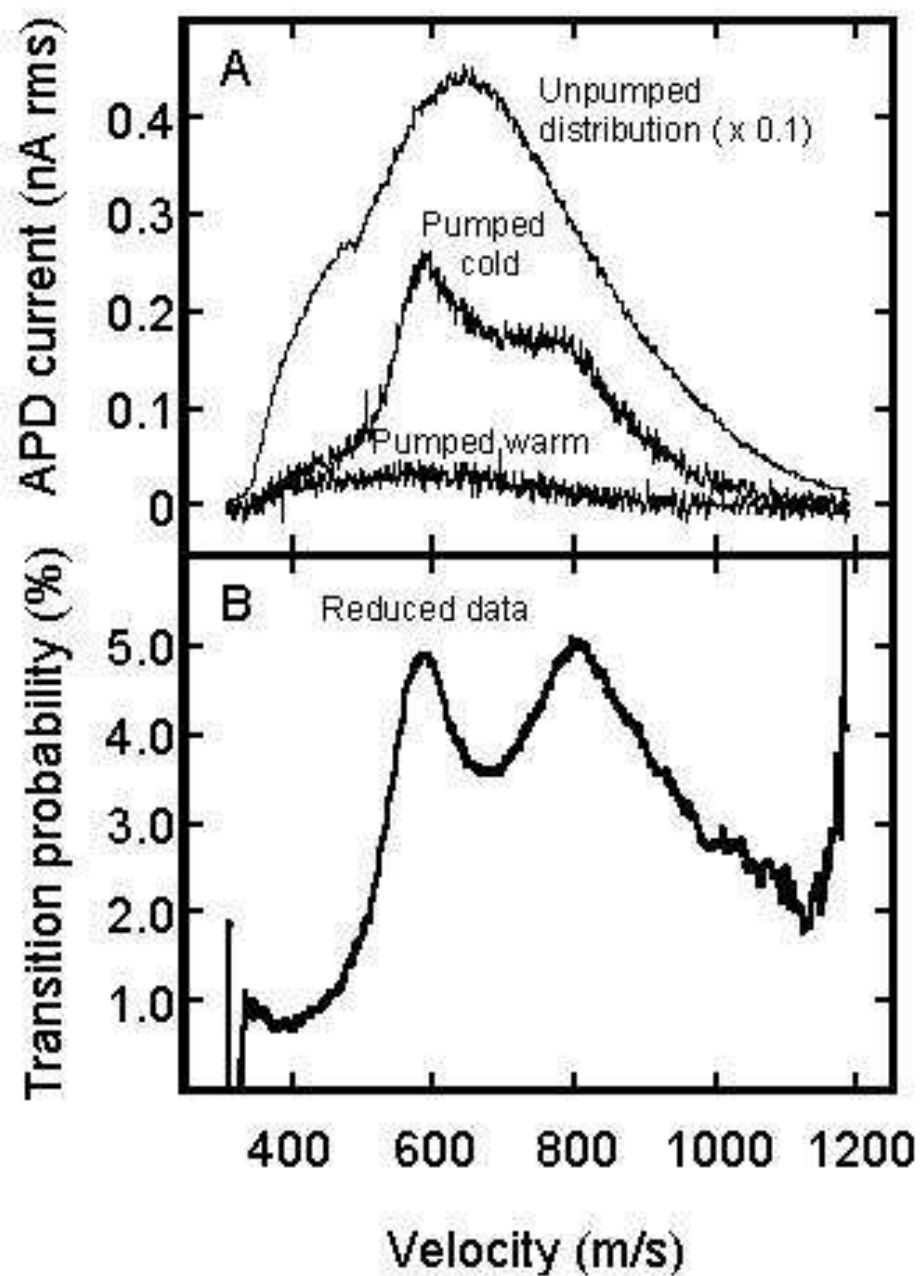 A
Unpumped
distribution ( x 0.1)
Pumped
cold
Pumped warm
APD current (nA rms)
0.4
0.3
0.2
0.1
0
B
Reduced data
Transition probability (%)
5.0
4.0
3.0
2.0
1.0
400 600 800 1000 1200
Velocity (m/s)